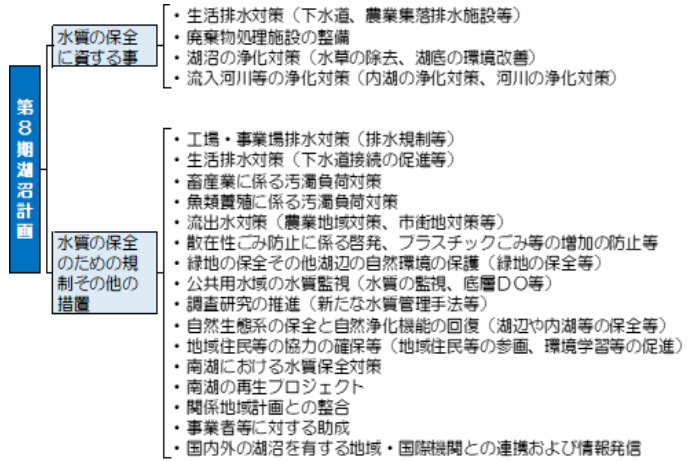 第8期湖沼計画
水質の保全
に資する事
・生活排水対策（下水道、農業集落排水施設等）
・廃棄物処理施設の整備
・湖沼の浄化対策（水草の除去、湖底の環境改善）
・流入河川等の浄化対策（内湖の浄化対策、河川の浄化対策）
水質の保全
のための規
制その他の
措置
・工場・事業場排水対策（排水規制等）
・生活排水対策（下水道接続の促進等）
・畜産業に係る汚濁負荷対策
・魚類養殖に係る汚濁負荷対策
・流出水対策（農業地域対策、市街地対策等）
・散在性ごみ防止に係る啓発、プラスチックごみ等の増加の防止等
・緑地の保全その他湖辺の自然環境の保護（緑地の保全等）
・公共用水域の水質の監視（水質の監視、底層DO等）
・調査研究の推進（新たな水質管理手法等）
・自然生態系の保全と自然浄化機能の回復（湖辺や内湖等の保全等）
・地域住民等の協力の確保等（地域住民等の参画、環境学習等の促進）
・南湖における水質保全対策
・南湖の再生プロジェクト
・関係地域計画との整合
・事業者等に対する助成
・国内外の湖沼を有する地域・国際機関との連携および情報発信